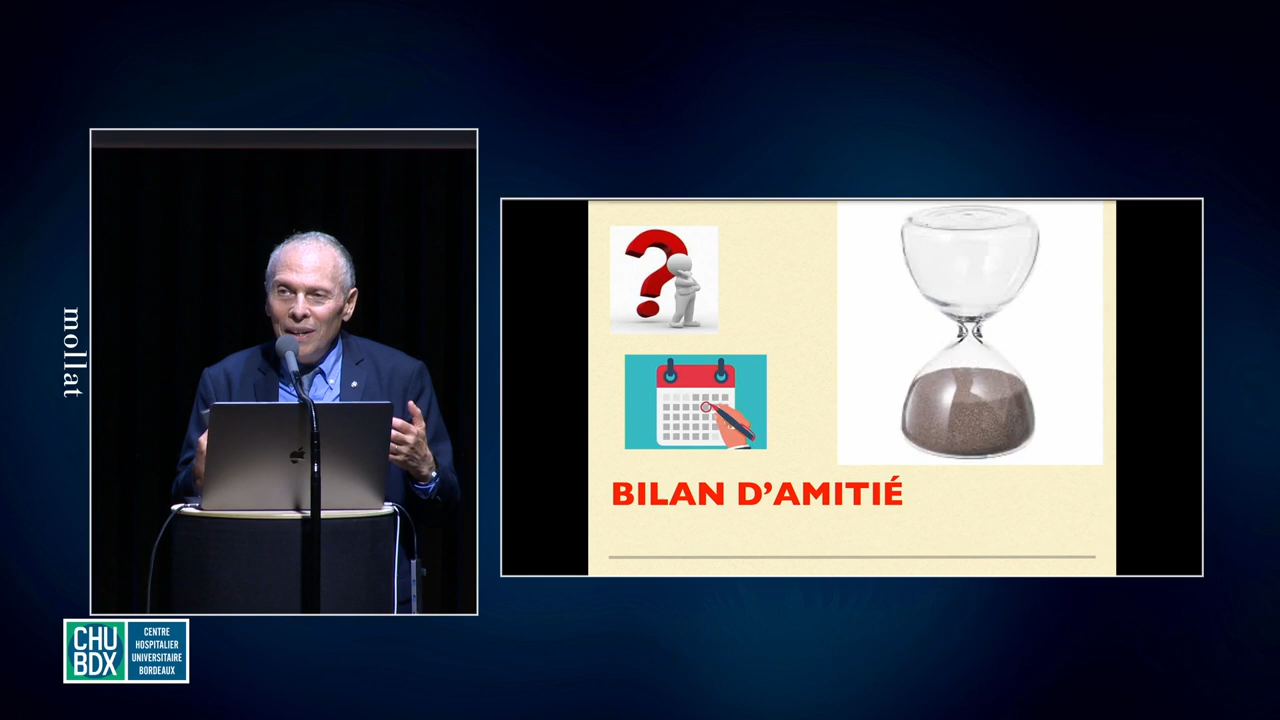 mollat
BILAN D'AMITIÉ
CHU
BDX
CENTRE
HOSPITALIER
UNIVERSITAIRE
BORDEAUX